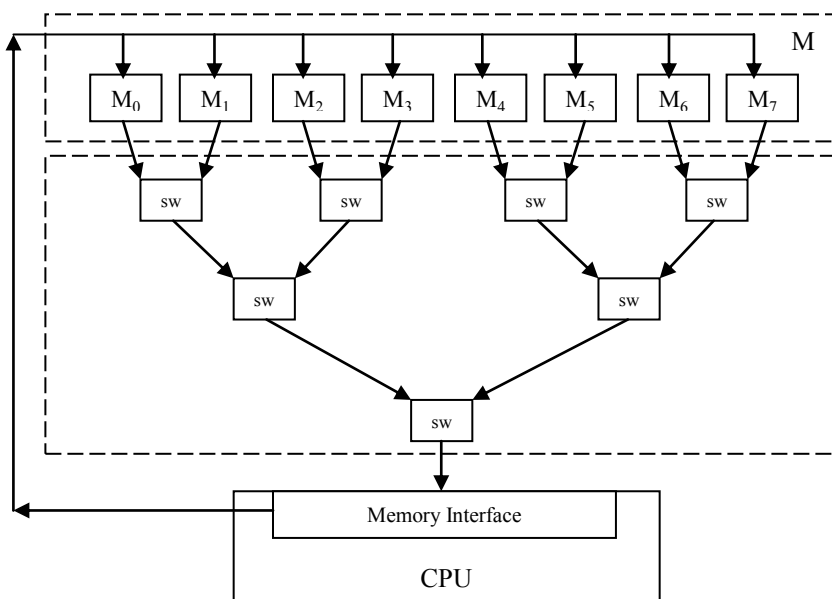 M
M₀ M₁ M₂ M₃ M₄ M₅ M₆ M₇
sw sw sw sw
sw sw
sw
Memory Interface
CPU